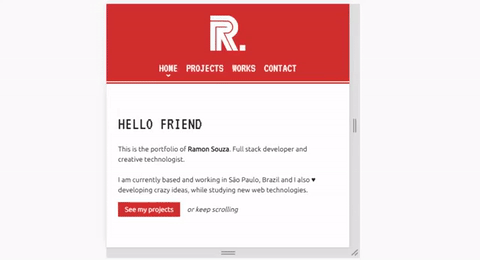 R.
HOME PROJECTS WORKS CONTACT
HELLO FRIEND
This is the portfolio of Ramon Souza. Full stack developer and
creative technologist.
I am currently based and working in São Paulo, Brazil and I also ♥
developing crazy ideas, while studying new web technologies.
See my projects or keep scrolling